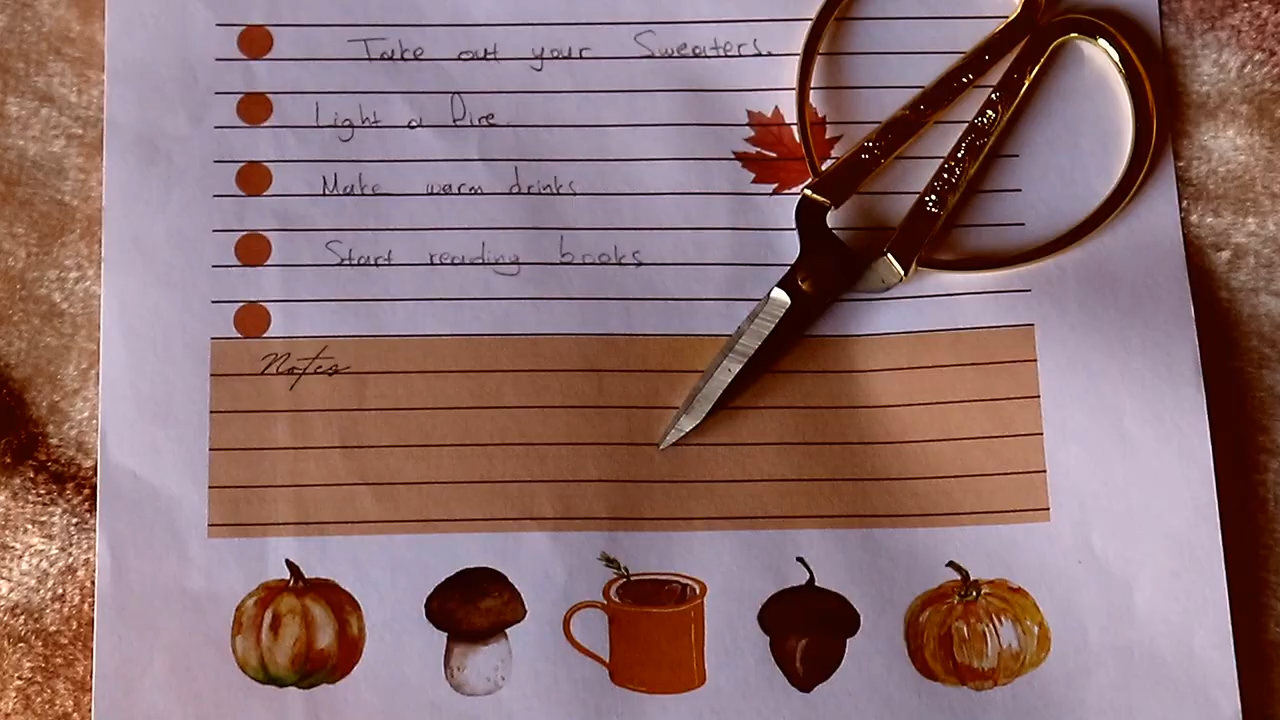 Take out your Sweaters.
Light a fire
Make warm drinks
Start reading books
Notes